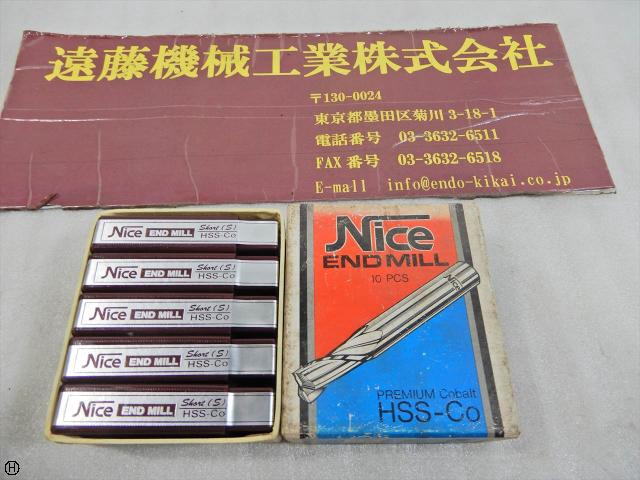 遠藤機械工業株式会社
〒130-0024
東京都墨田区菊川 3-18-1
電話番号 03-3632-6511
FAX 番号 03-3632-6518
E-mail info@endo-kikai.co.jp
Nice END MILL Short (S) HSS-Co
Nice END MILL Short (S) HSS-Co
Nice END MILL Short (S) HSS-Co
Nice END MILL Short (S) HSS-Co
Nice END MILL Short (S) HSS-Co
Nice
END MILL
10 PCS
NICE
PREMIUM Cobalt
HSS-Co
H